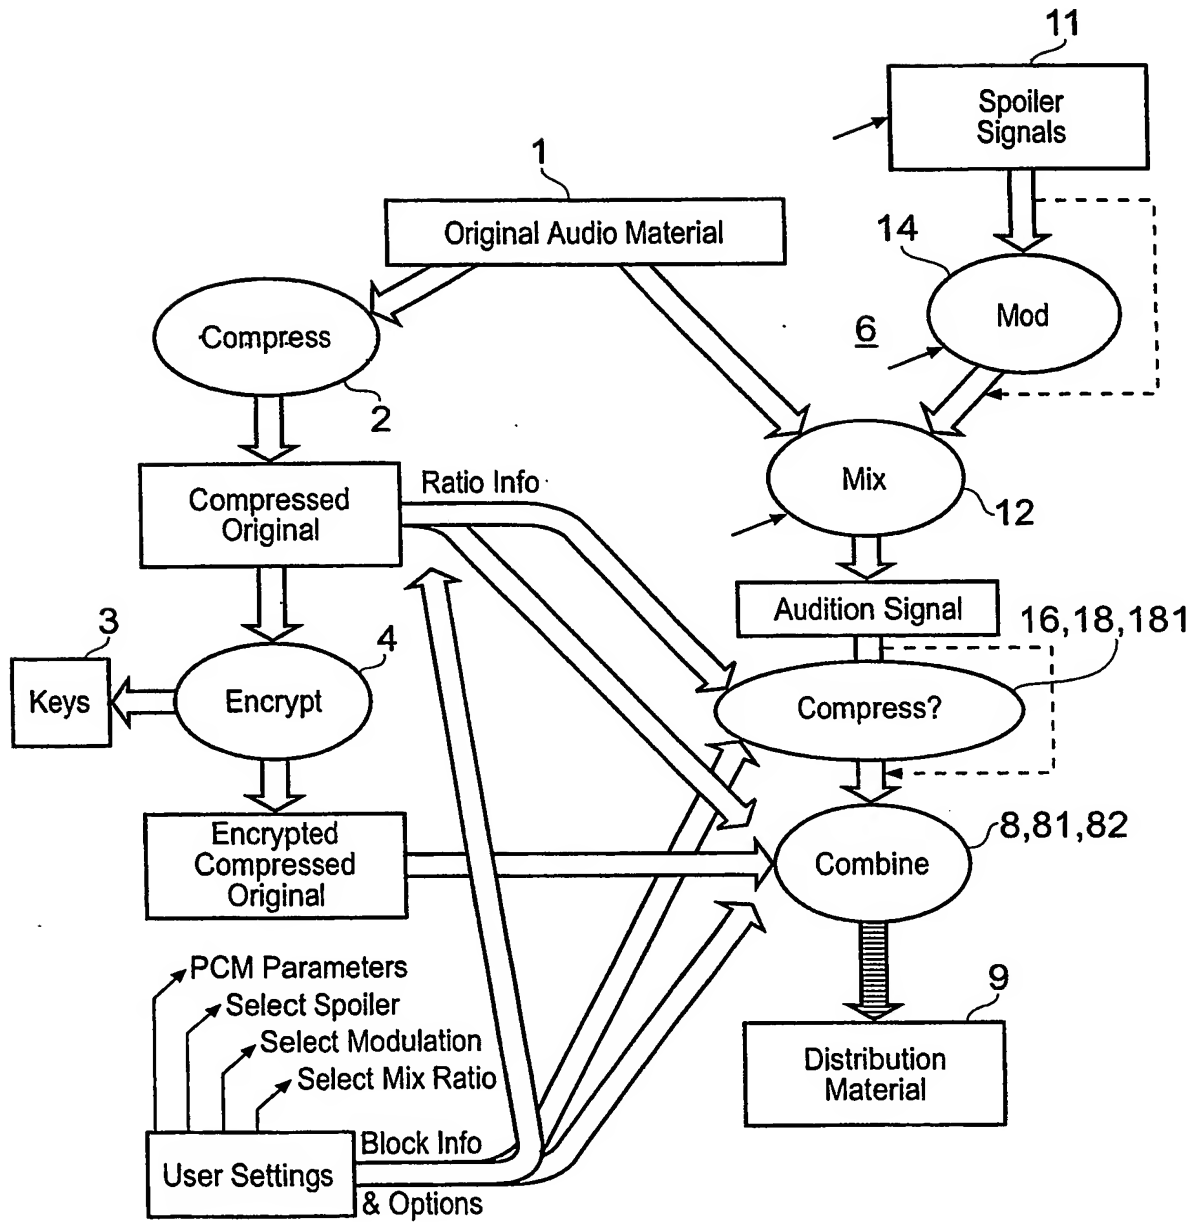 11
Spoiler
Signals
1
Original Audio Material
14
Mod
6
Compress
2
Mix
12
Ratio Info
Compressed
Original
Audition Signal
16,18,181
3
4
Keys
Encrypt
Compress?
8,81,82
Combine
Encrypted
Compressed
Original
PCM Parameters
Select Spoiler
Select Modulation
Select Mix Ratio
9
Distribution
Material
Block Info
User Settings
& Options